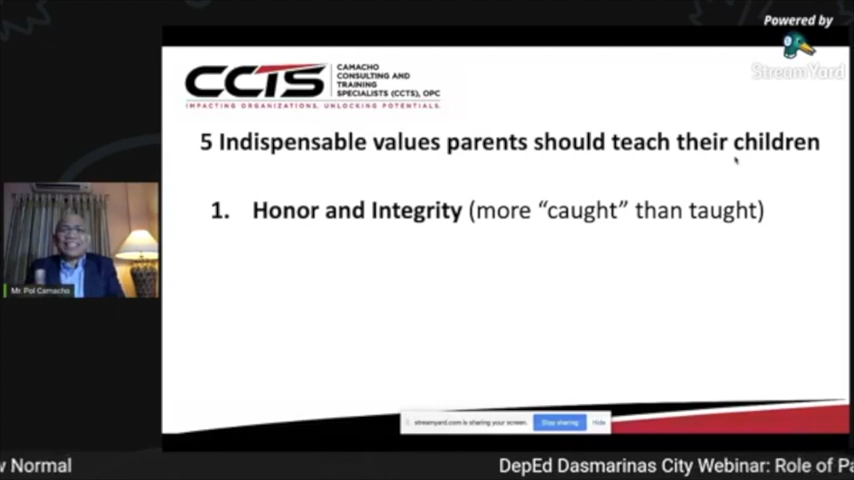 Powered by
StreamYard
CCTS
CAMACHO
CONSULTING AND
TRAINING
SPECIALISTS (CCTS), OPC
IMPACTING ORGANIZATIONS. UNLOCKING POTENTIALS.
5 Indispensable values parents should teach their children
1. Honor and Integrity (more “caught” than taught)
Mr. Pol Camacho
streamyard.com is sharing your screen.
Stop sharing
Hide
w Normal
DepEd Dasmarinas City Webinar: Role of Pa